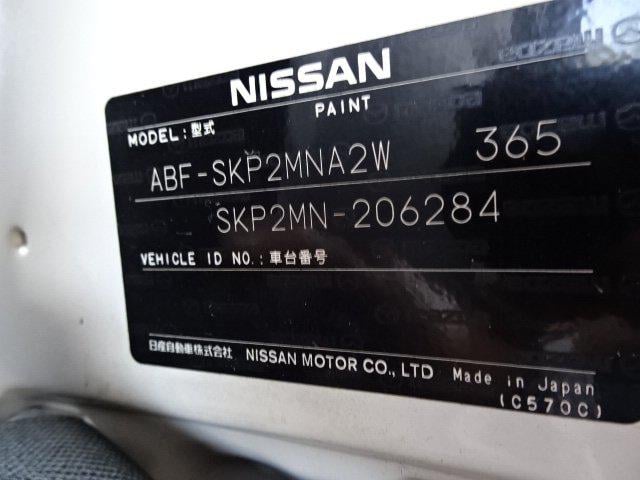 NISSAN
PAINT
MODEL : 型式
ABF-SKP2MNA2W 365
SKP2MN-206284
VEHICLE ID NO. : 車台番号
日産自動車株式会社 NISSAN MOTOR CO., LTD Made in Japan
(C570C)